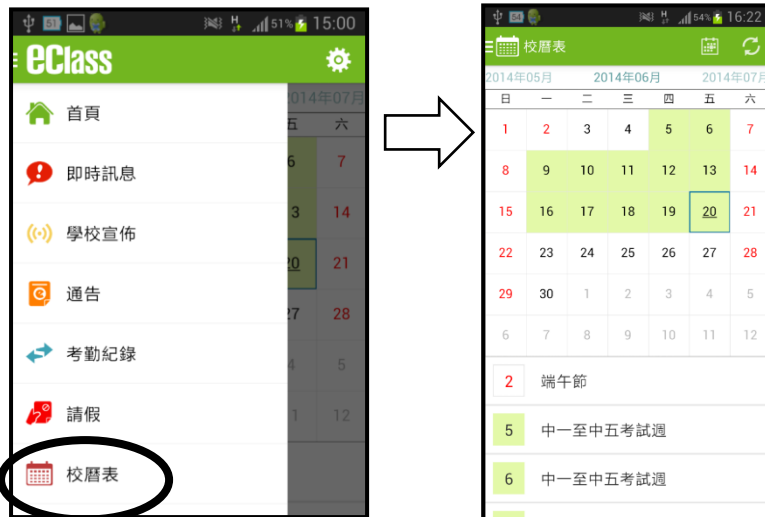 51 51% 15:00
eClass
首頁
即時訊息
學校宣佈
通告
考勤紀錄
請假
校曆表
2014年07月
五 六
6 7
3 14
20 21
27 28
4 5
1 12
51 54% 16:22
校曆表
2014年05月 2014年06月 2014年07月
日 一 二 三 四 五 六
1 2 3 4 5 6 7
8 9 10 11 12 13 14
15 16 17 18 19 20 21
22 23 24 25 26 27 28
29 30 1 2 3 4 5
6 7 8 9 10 11 12
2 端午節
5 中一至中五考試週
6 中一至中五考試週